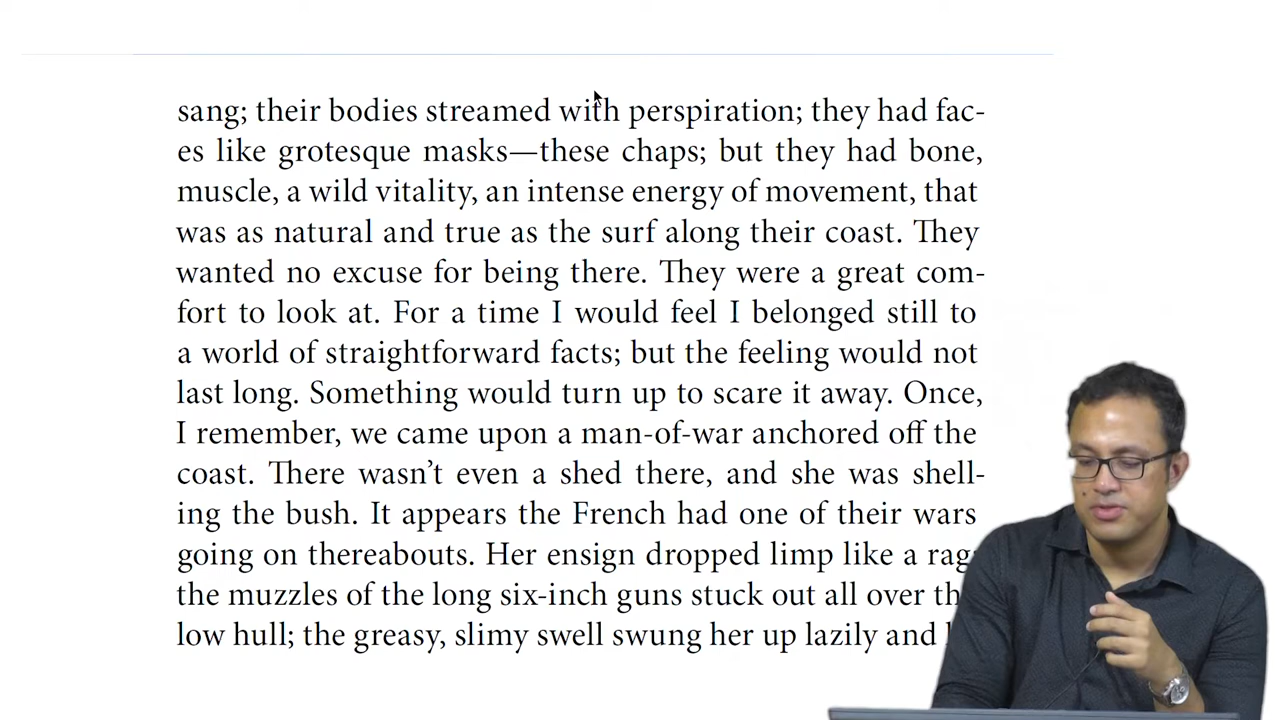 sang; their bodies streamed with perspiration; they had fac-
es like grotesque masks—these chaps; but they had bone,
muscle, a wild vitality, an intense energy of movement, that
was as natural and true as the surf along their coast. They
wanted no excuse for being there. They were a great com-
fort to look at. For a time I would feel I belonged still to
a world of straightforward facts; but the feeling would not
last long. Something would turn up to scare it away. Once,
I remember, we came upon a man-of-war anchored off the
coast. There wasn’t even a shed there, and she was shell-
ing the bush. It appears the French had one of their wars
going on thereabouts. Her ensign dropped limp like a rag;
the muzzles of the long six-inch guns stuck out all over
low hull; the greasy, slimy swell swung her up lazily and